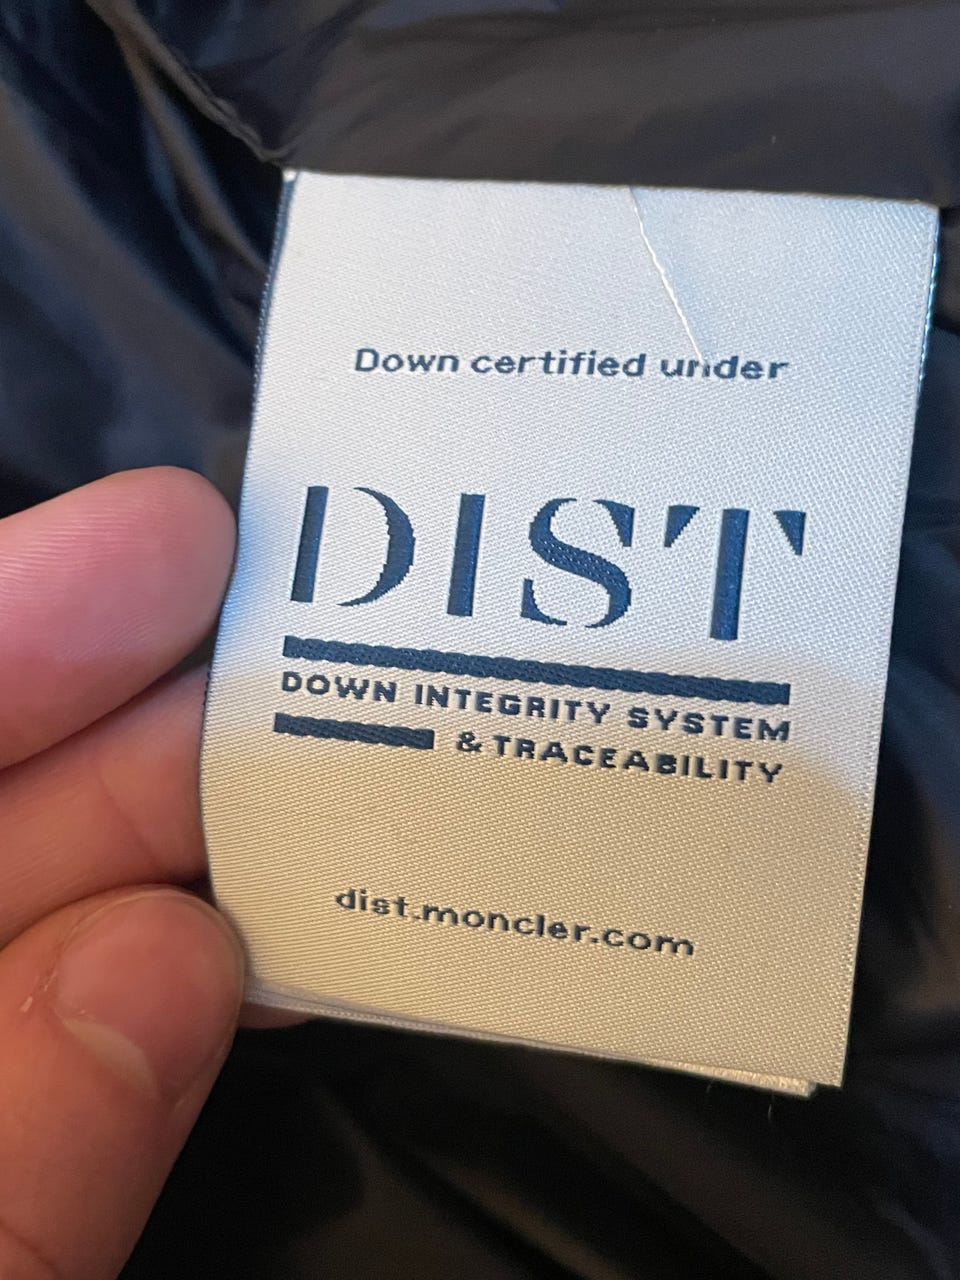 Down certified under
DIST
DOWN INTEGRITY SYSTEM
& TRACEABILITY
dist.moncler.com